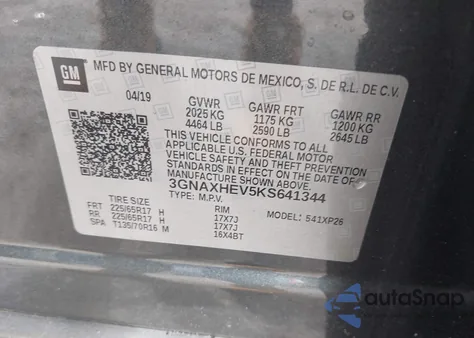 GM
MFD BY GENERAL MOTORS DE MEXICO, S. DE R.L. DE C.V.
04/19 GVWR GAWR FRT GAWR RR
2025 KG 1175 KG 1200 KG
4464 LB 2590 LB 2645 LB
THIS VEHICLE CONFORMS TO ALL
APPLICABLE U.S. FEDERAL MOTOR
VEHICLE SAFETY AND THEFT PREVENTION
STANDARDS IN EFFECT ON THE DATE OF
MANUFACTURE SHOWN ABOVE.
3GNAXHEV5KS641344
TYPE: M.P.V. MODEL: 541XP26
TIRE SIZE RIM
FRT 225/65R17 H 17X7J
RR 225/65R17 H 17X7J
SPA T135/70R16 M 16X4BT
autoSnap